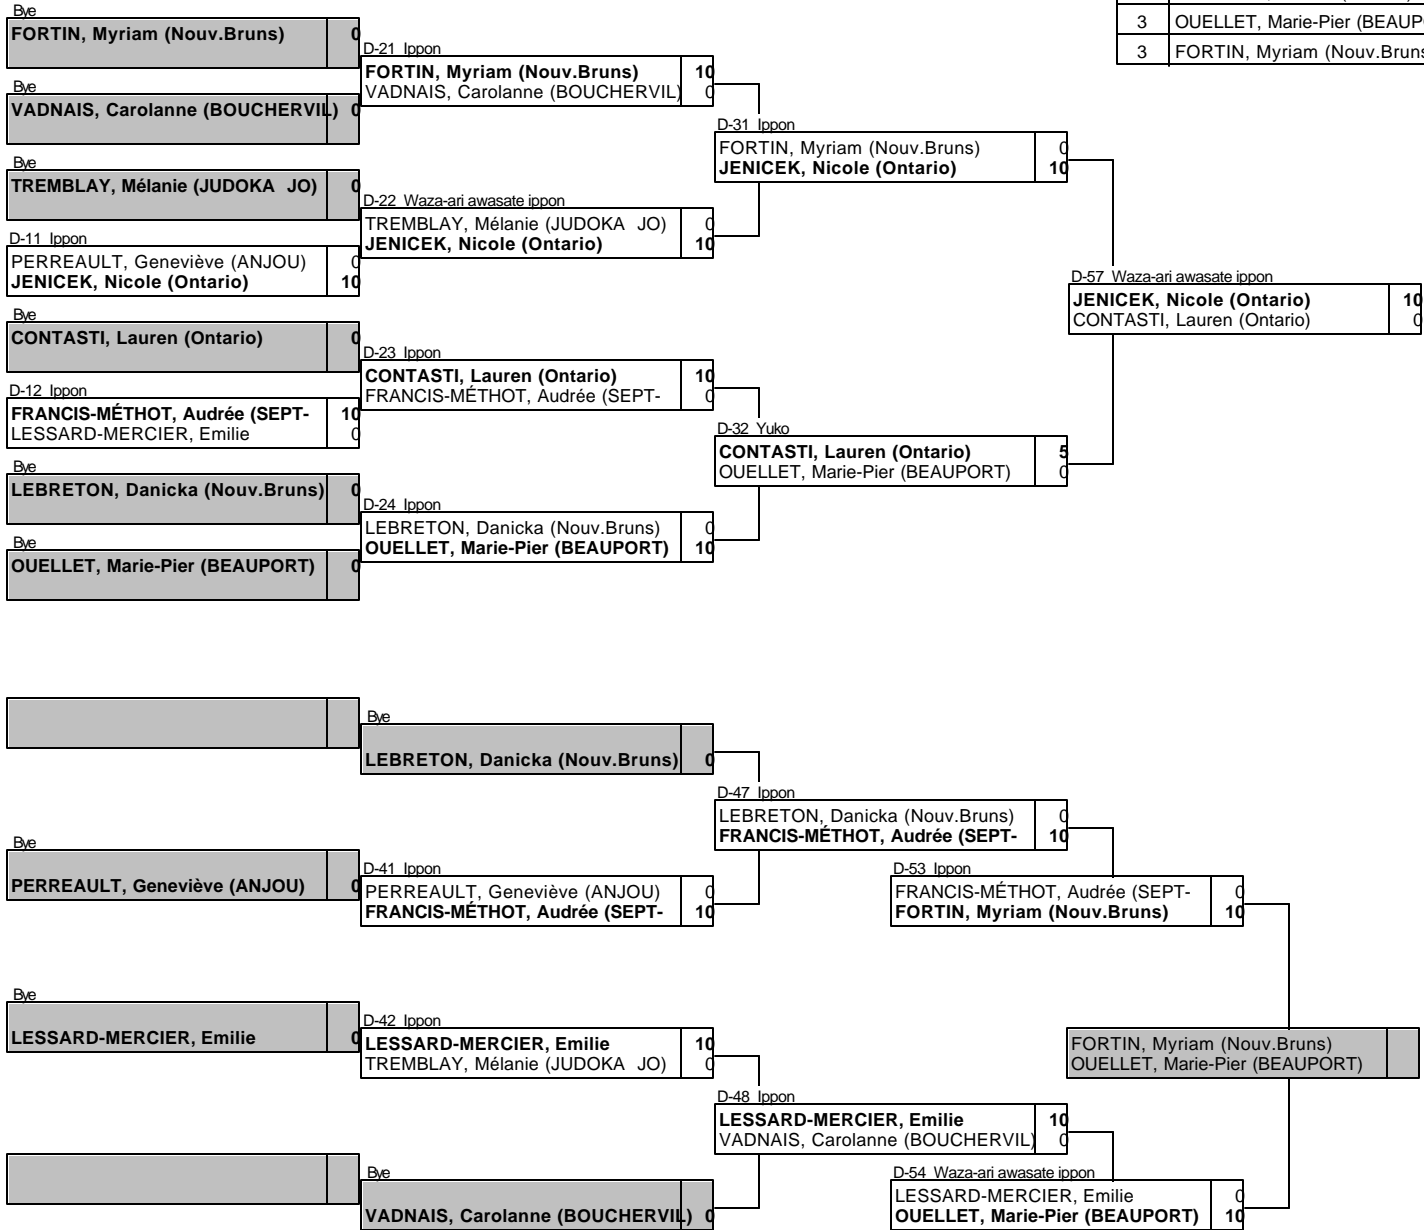 3 OUELLET, Marie-Pier (BEAUP
3 FORTIN, Myriam (Nouv.Bruns
Bye
FORTIN, Myriam (Nouv.Bruns) 0
Bye
VADNAIS, Carolanne (BOUCHERVIL) 0
Bye
TREMBLAY, Mélanie (JUDOKA JO) 0
D-11 Ippon
PERREAULT, Geneviève (ANJOU) 0
JENICEK, Nicole (Ontario) 10
Bye
CONTASTI, Lauren (Ontario) 0
D-12 Ippon
FRANCIS-MÉTHOT, Audrée (SEPT- 10
LESSARD-MERCIER, Emilie 0
Bye
LEBRETON, Danicka (Nouv.Bruns) 0
Bye
OUELLET, Marie-Pier (BEAUPORT) 0
D-21 Ippon
FORTIN, Myriam (Nouv.Bruns) 10
VADNAIS, Carolanne (BOUCHERVIL) 0
D-22 Waza-ari awasate ippon
TREMBLAY, Mélanie (JUDOKA JO) 0
JENICEK, Nicole (Ontario) 10
D-23 Ippon
CONTASTI, Lauren (Ontario) 10
FRANCIS-MÉTHOT, Audrée (SEPT- 0
D-24 Ippon
LEBRETON, Danicka (Nouv.Bruns) 0
OUELLET, Marie-Pier (BEAUPORT) 10
D-31 Ippon
FORTIN, Myriam (Nouv.Bruns) 0
JENICEK, Nicole (Ontario) 10
D-32 Yuko
CONTASTI, Lauren (Ontario) 5
OUELLET, Marie-Pier (BEAUPORT) 0
D-57 Waza-ari awasate ippon
JENICEK, Nicole (Ontario) 10
CONTASTI, Lauren (Ontario) 0
Bye
PERREAULT, Geneviève (ANJOU) 0
Bye
LESSARD-MERCIER, Emilie 0
Bye
LEBRETON, Danicka (Nouv.Bruns) 0
D-41 Ippon
PERREAULT, Geneviève (ANJOU) 0
FRANCIS-MÉTHOT, Audrée (SEPT- 10
D-42 Ippon
LESSARD-MERCIER, Emilie 10
TREMBLAY, Mélanie (JUDOKA JO) 0
Bye
VADNAIS, Carolanne (BOUCHERVIL) 0
D-47 Ippon
LEBRETON, Danicka (Nouv.Bruns) 0
FRANCIS-MÉTHOT, Audrée (SEPT- 10
D-48 Ippon
LESSARD-MERCIER, Emilie 10
VADNAIS, Carolanne (BOUCHERVIL) 0
D-53 Ippon
FRANCIS-MÉTHOT, Audrée (SEPT- 0
FORTIN, Myriam (Nouv.Bruns) 10
D-54 Waza-ari awasate ippon
LESSARD-MERCIER, Emilie 0
OUELLET, Marie-Pier (BEAUPORT) 10
FORTIN, Myriam (Nouv.Bruns)
OUELLET, Marie-Pier (BEAUPORT)